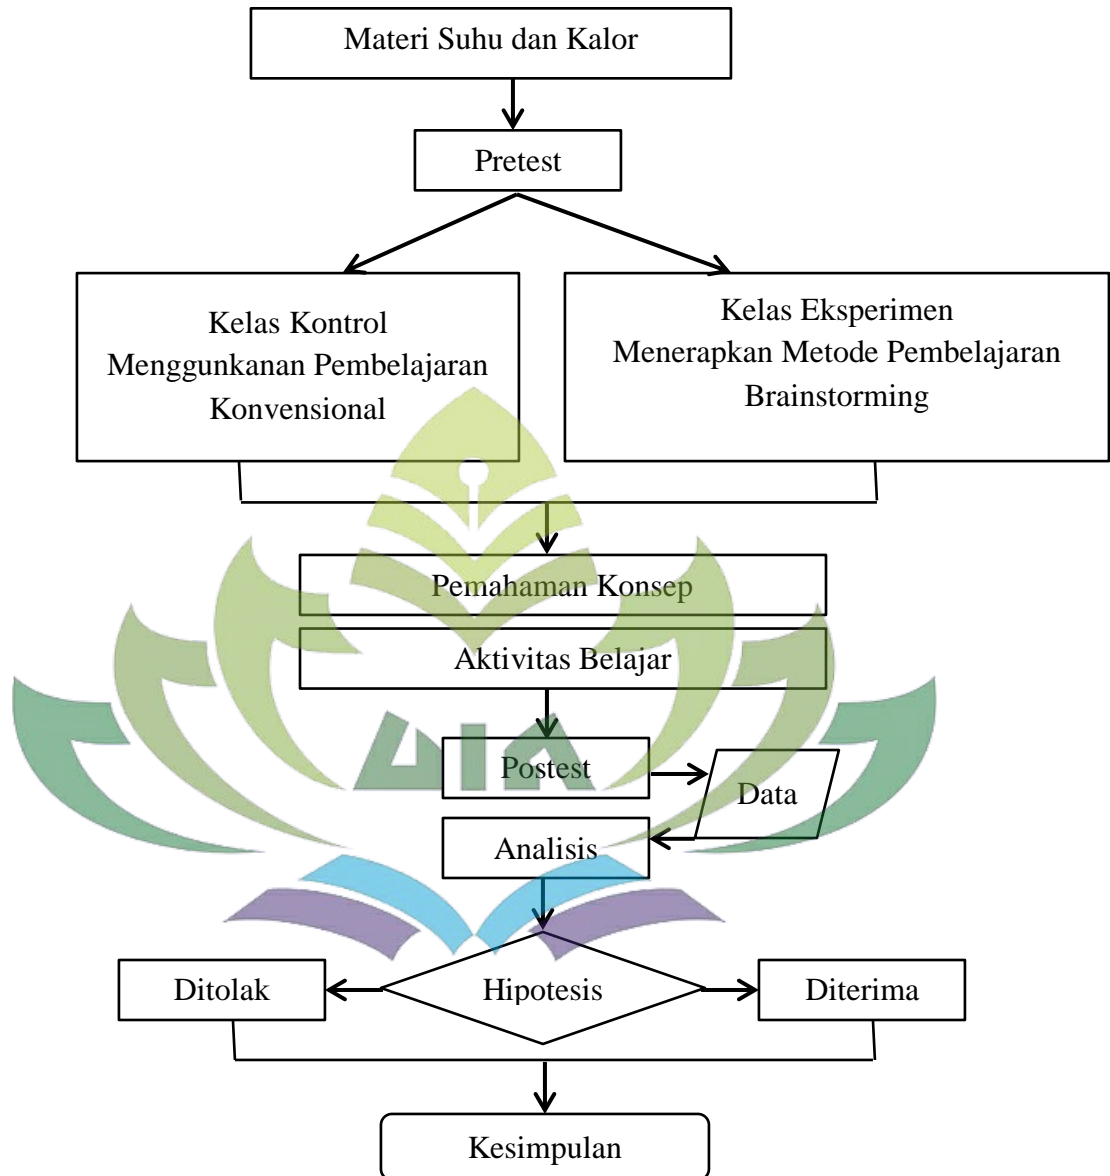 Materi Suhu dan Kalor
Pretest
Kelas Kontrol
Menggunkanan Pembelajaran
Konvensional
Kelas Eksperimen
Menerapkan Metode Pembelajaran
Brainstorming
Pemahaman Konsep
Aktivitas Belajar
Postest
Data
Analisis
Ditolak
Hipotesis
Diterima
Kesimpulan